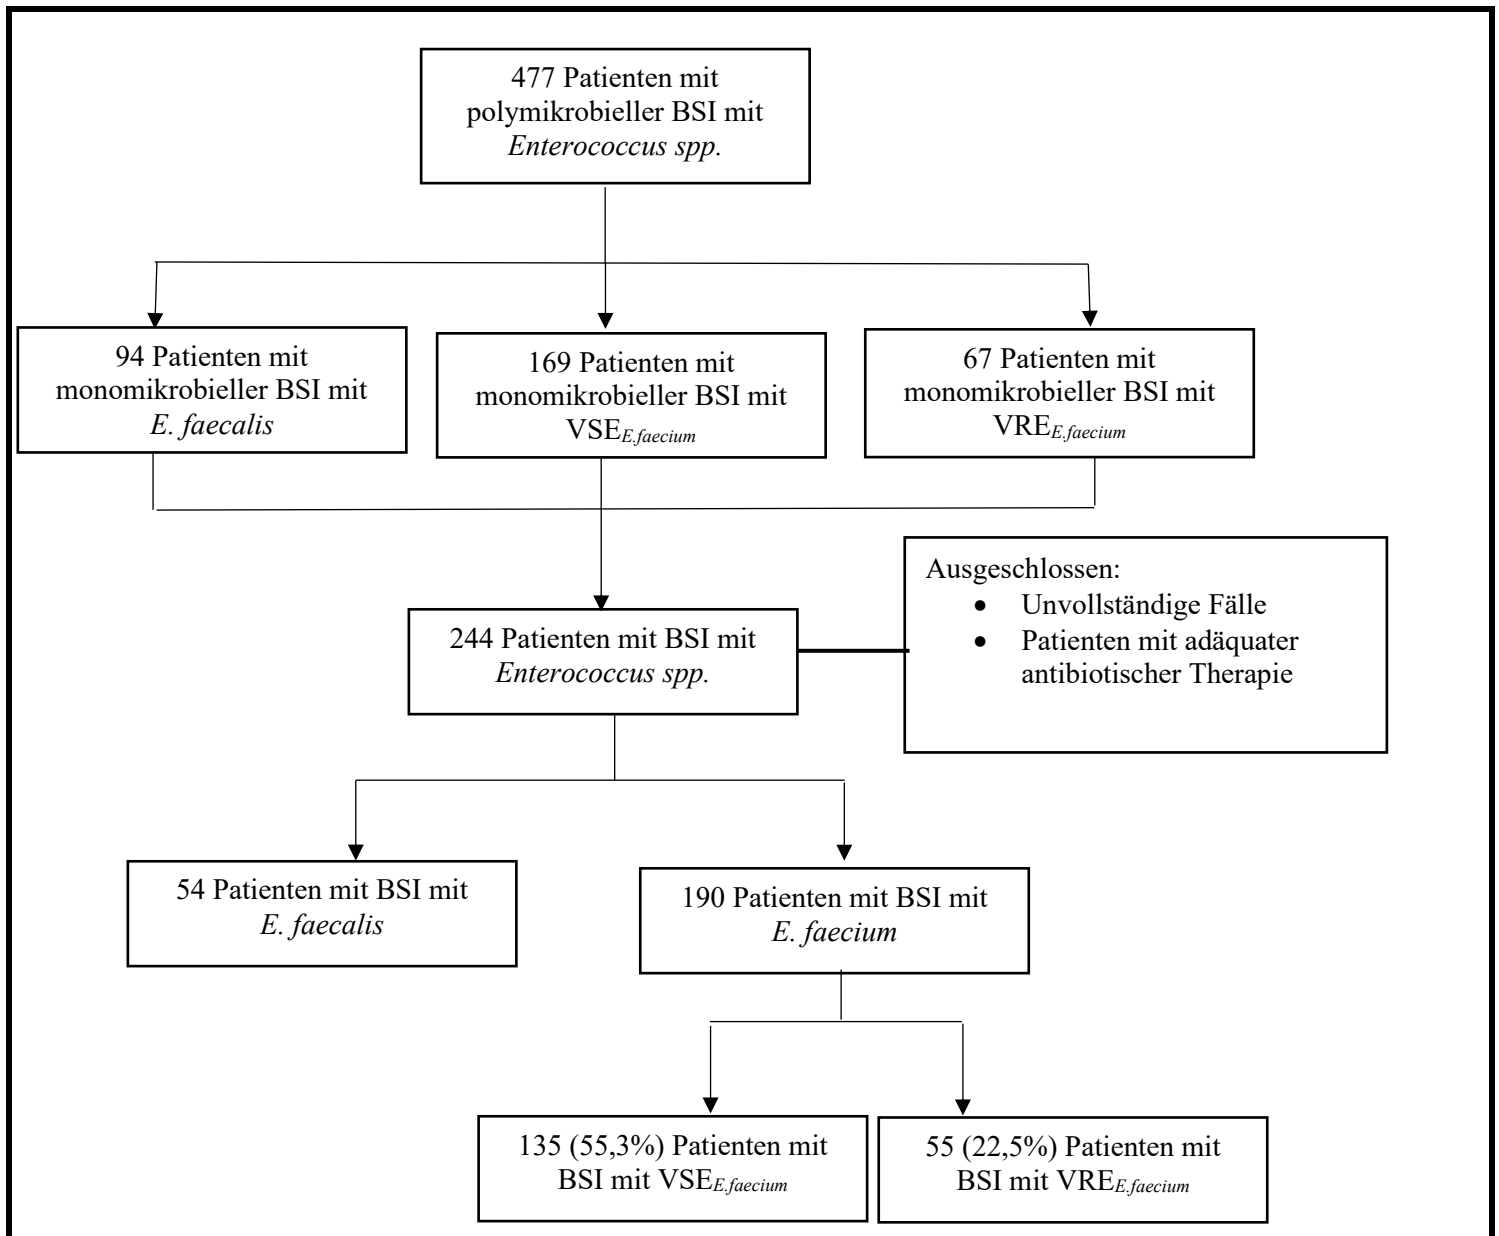 477 Patienten mit
polymikrobieller BSI mit
Enterococcus spp.
94 Patienten mit
monomikrobieller BSI mit
E. faecalis
169 Patienten mit
monomikrobieller BSI mit
VSEE.faecium
67 Patienten mit
monomikrobieller BSI mit
VREE.faecium
Ausgeschlossen:
• Unvollständige Fälle
• Patienten mit adäquater
antibiotischer Therapie
244 Patienten mit BSI mit
Enterococcus spp.
54 Patienten mit BSI mit
E. faecalis
190 Patienten mit BSI mit
E. faecium
135 (55,3%) Patienten mit
BSI mit VSEE.faecium
55 (22,5%) Patienten mit
BSI mit VREE.faecium